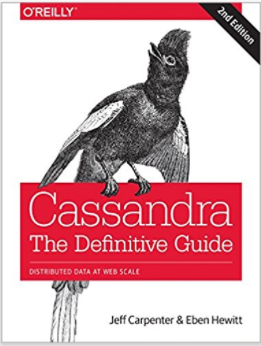 O'REILLY®
2nd Edition
Cassandra
The Definitive Guide
DISTRIBUTED DATA AT WEB SCALE
Jeff Carpenter & Eben Hewitt